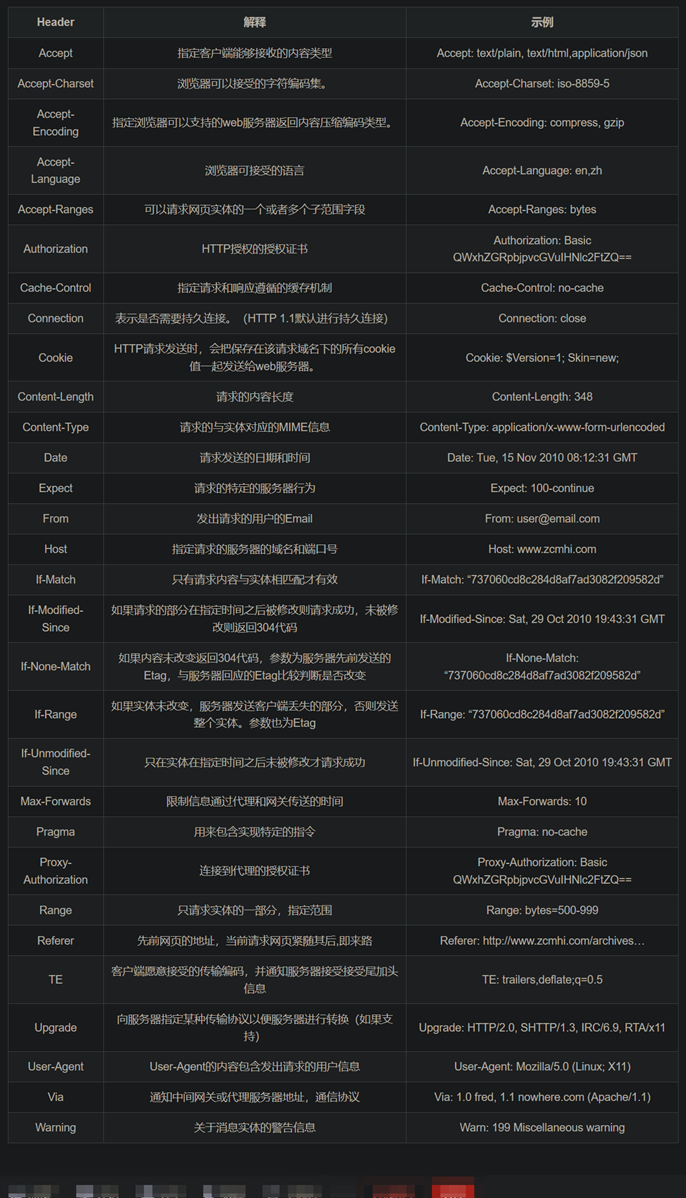 Header 解释 示例
Accept 指定客户端能够接收的内容类型 Accept: text/plain, text/html,application/json
Accept-Charset 浏览器可以接受的字符编码集。 Accept-Charset: iso-8859-5
Accept-
Encoding 指定浏览器可以支持的web服务器返回内容压缩编码类型。 Accept-Encoding: compress, gzip
Accept-
Language 浏览器可接受的语言 Accept-Language: en,zh
Accept-Ranges 可以请求网页实体的一个或者多个子范围字段 Accept-Ranges: bytes
Authorization HTTP授权的授权证书 Authorization: Basic
QWxhZGRpbjpvcGVuIHNlc2FtZQ==
Cache-Control 指定请求和响应遵循的缓存机制 Cache-Control: no-cache
Connection 表示是否需要持久连接。（HTTP 1.1默认进行持久连接） Connection: close
Cookie HTTP请求发送时，会把保存在该请求域名下的所有cookie
值一起发送给web服务器。 Cookie: $Version=1; Skin=new;
Content-Length 请求的内容长度 Content-Length: 348
Content-Type 请求的与实体对应的MIME信息 Content-Type: application/x-www-form-urlencoded
Date 请求发送的日期和时间 Date: Tue, 15 Nov 2010 08:12:31 GMT
Expect 请求的特定的服务器行为 Expect: 100-continue
From 发出请求的用户的Email From: user@email.com
Host 指定请求的服务器的域名和端口号 Host: www.zcmhi.com
If-Match 只有请求内容与实体相匹配才有效 If-Match: “737060cd8c284d8af7ad3082f209582d”
If-Modified-
Since 如果请求的部分在指定时间之后被修改则请求成功，未被修
改则返回304代码 If-Modified-Since: Sat, 29 Oct 2010 19:43:31 GMT
If-None-Match 如果内容未改变返回304代码，参数为服务器先前发送的
Etag，与服务器回应的Etag比较判断是否改变 If-None-Match:
“737060cd8c284d8af7ad3082f209582d”
If-Range 如果实体未改变，服务器发送客户端丢失的部分，否则发送
整个实体。参数也为Etag If-Range: “737060cd8c284d8af7ad3082f209582d”
If-Unmodified-
Since 只在实体在指定时间之后未被修改才请求成功 If-Unmodified-Since: Sat, 29 Oct 2010 19:43:31 GMT
Max-Forwards 限制信息通过代理和网关传送的时间 Max-Forwards: 10
Pragma 用来包含实现特定的指令 Pragma: no-cache
Proxy-
Authorization 连接到代理的授权证书 Proxy-Authorization: Basic
QWxhZGRpbjpvcGVuIHNlc2FtZQ==
Range 只请求实体的一部分，指定范围 Range: bytes=500-999
Referer 先前网页的地址，当前请求网页紧随其后,即来路 Referer: http://www.zcmhi.com/archives…
TE 客户端愿意接受的传输编码，并通知服务器接受接受尾加头
信息 TE: trailers,deflate;q=0.5
Upgrade 向服务器指定某种传输协议以便服务器进行转换（如果支
持） Upgrade: HTTP/2.0, SHTTP/1.3, IRC/6.9, RTA/x11
User-Agent User-Agent的内容包含发出请求的用户信息 User-Agent: Mozilla/5.0 (Linux; X11)
Via 通知中间网关或代理服务器地址，通信协议 Via: 1.0 fred, 1.1 nowhere.com (Apache/1.1)
Warning 关于消息实体的警告信息 Warn: 199 Miscellaneous warning